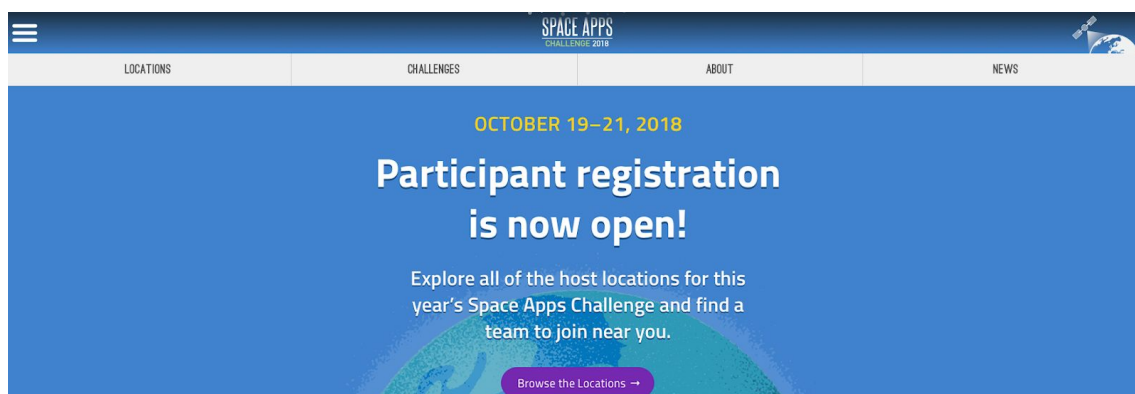 SPACE APPS
CHALLENGE 2018
LOCATIONS
CHALLENGES
ABOUT
NEWS
OCTOBER 19–21, 2018
Participant registration
is now open!
Explore all of the host locations for this
year’s Space Apps Challenge and find a
team to join near you.
Browse the Locations →